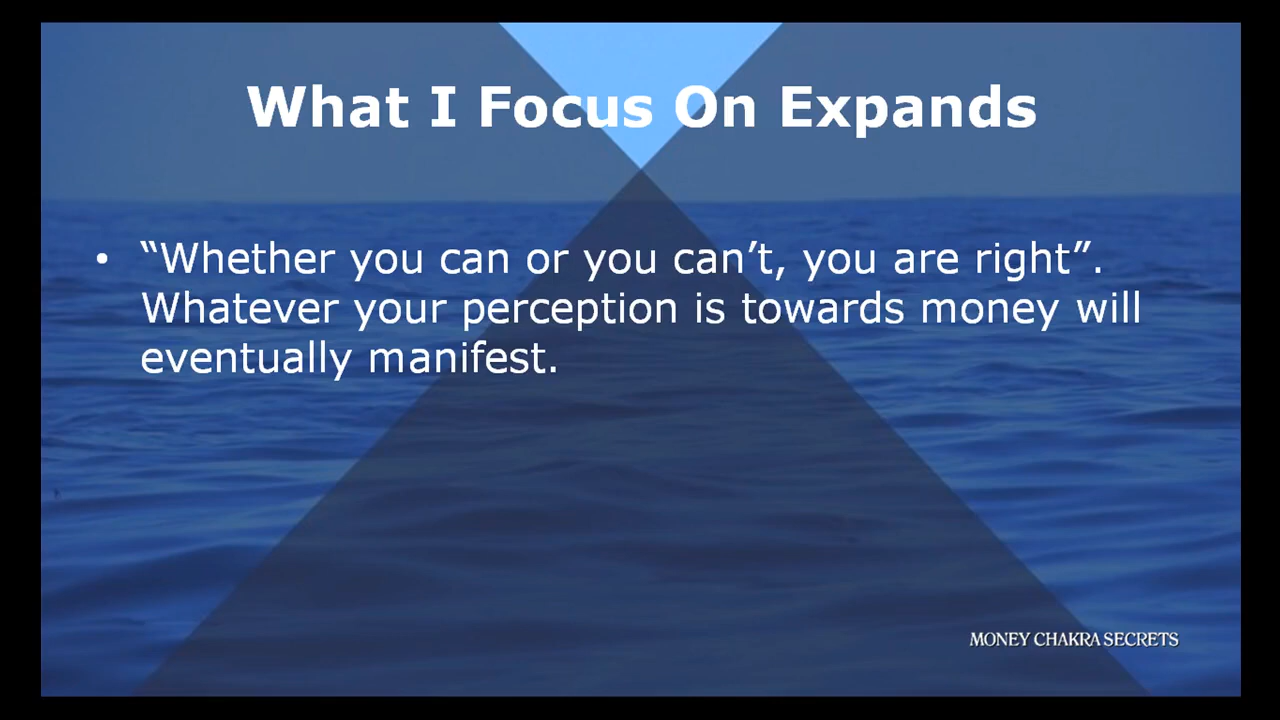 What I Focus On Expands
• “Whether you can or you can’t, you are right”.
Whatever your perception is towards money will
eventually manifest.
MONEY CHAKRA SECRETS